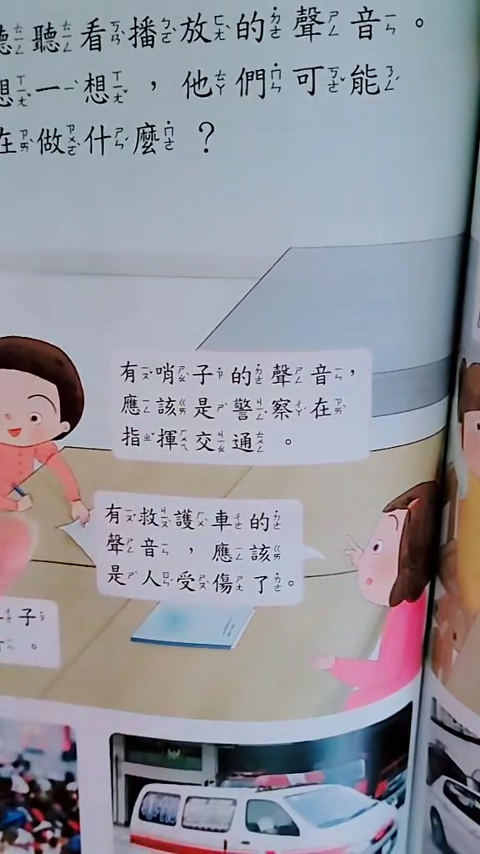 聽聽看播放的聲音。
想一想，他們可能
在做什麼？
有哨子的聲音，
應該是警察在
指揮交通。
有救護車的
聲音，應該
是人受傷了。
子
。